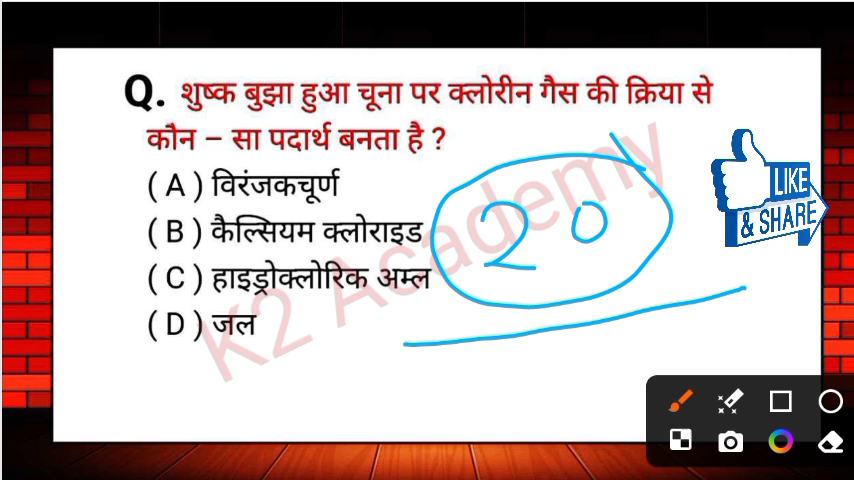 Q. शुष्क बुझा हुआ चूना पर क्लोरीन गैस की क्रिया से
कौन – सा पदार्थ बनता है ?
( A ) विरंजकचूर्ण
( B ) कैल्सियम क्लोराइड
( C ) हाइड्रोक्लोरिक अम्ल
( D ) जल
20
K2 Academy
LIKE
& SHARE